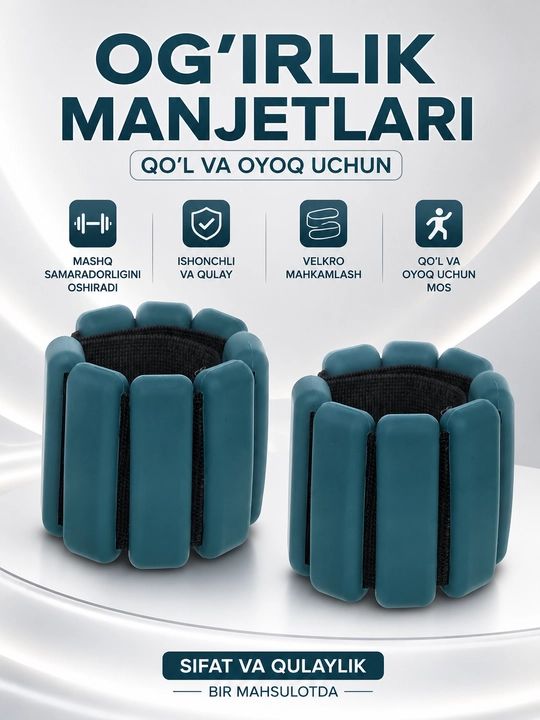 OG'IRLIK
MANJETLARI
QO'L VA OYOQ UCHUN
MASHQ
SAMARADORLIGINI
OSHIRADI
ISHONCHLI
VA QULAY
VELKRO
MAHKAMLASH
QO'L VA
OYOQ UCHUN
MOS
SIFAT VA QULAYLIK
BIR MAHSULOTDA